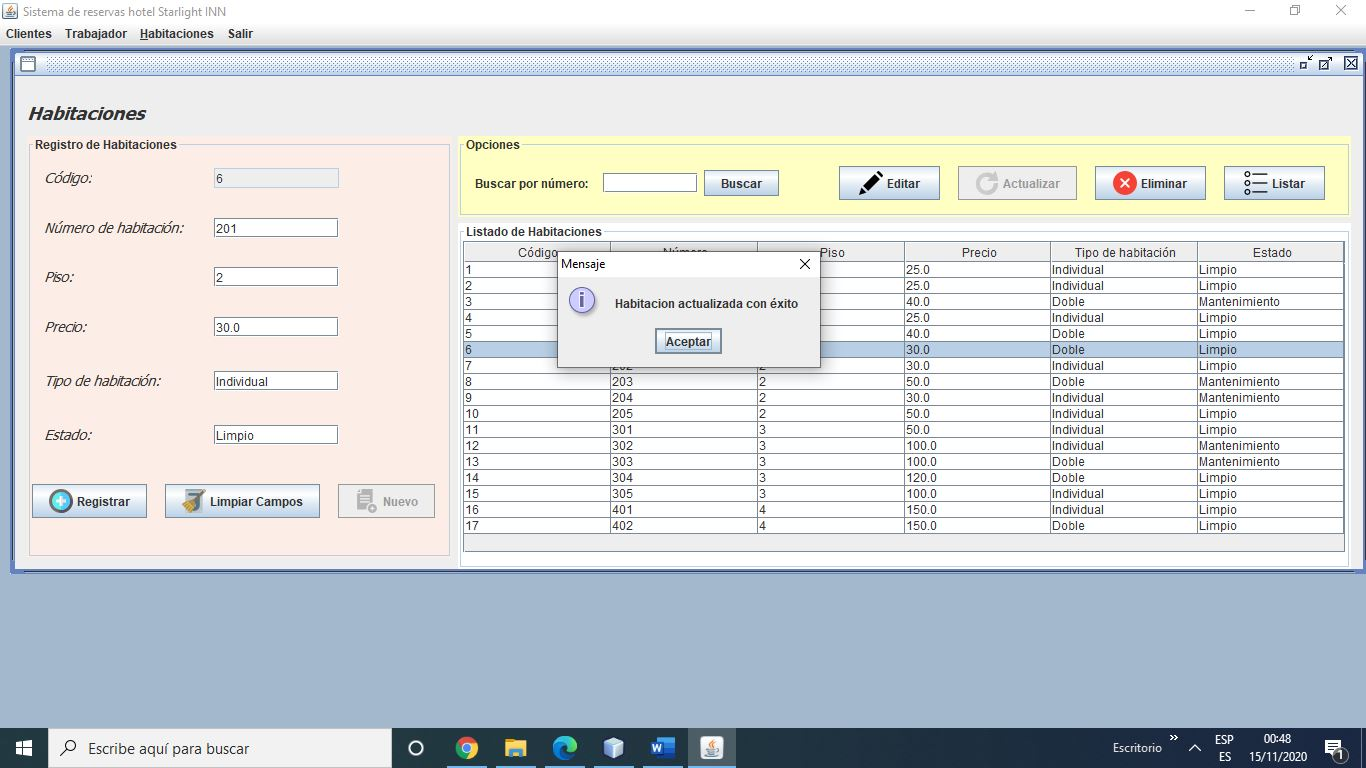 Sistema de reservas hotel Starlight INN
Clientes Trabajador Habitaciones Salir
Habitaciones
Registro de Habitaciones
Código: 6
Número de habitación: 201
Piso: 2
Precio: 30.0
Tipo de habitación: Individual
Estado: Limpio
Registrar Limpiar Campos Nuevo
Opciones
Buscar por número: Buscar Editar Actualizar Eliminar Listar
Listado de Habitaciones
Código Piso Precio Tipo de habitación Estado
1 25.0 Individual Limpio
2 25.0 Individual Limpio
3 40.0 Doble Mantenimiento
4 25.0 Individual Limpio
5 40.0 Doble Limpio
6 30.0 Doble Limpio
7 30.0 Individual Limpio
8 203 2 50.0 Doble Mantenimiento
9 204 2 30.0 Individual Mantenimiento
10 205 2 50.0 Individual Limpio
11 301 3 50.0 Individual Limpio
12 302 3 100.0 Individual Mantenimiento
13 303 3 100.0 Doble Mantenimiento
14 304 3 120.0 Doble Limpio
15 305 3 100.0 Individual Limpio
16 401 4 150.0 Individual Limpio
17 402 4 150.0 Doble Limpio
Mensaje
Habitacion actualizada con éxito
Aceptar
Escribe aquí para buscar
Escritorio
ESP
ES
00:48
15/11/2020
1